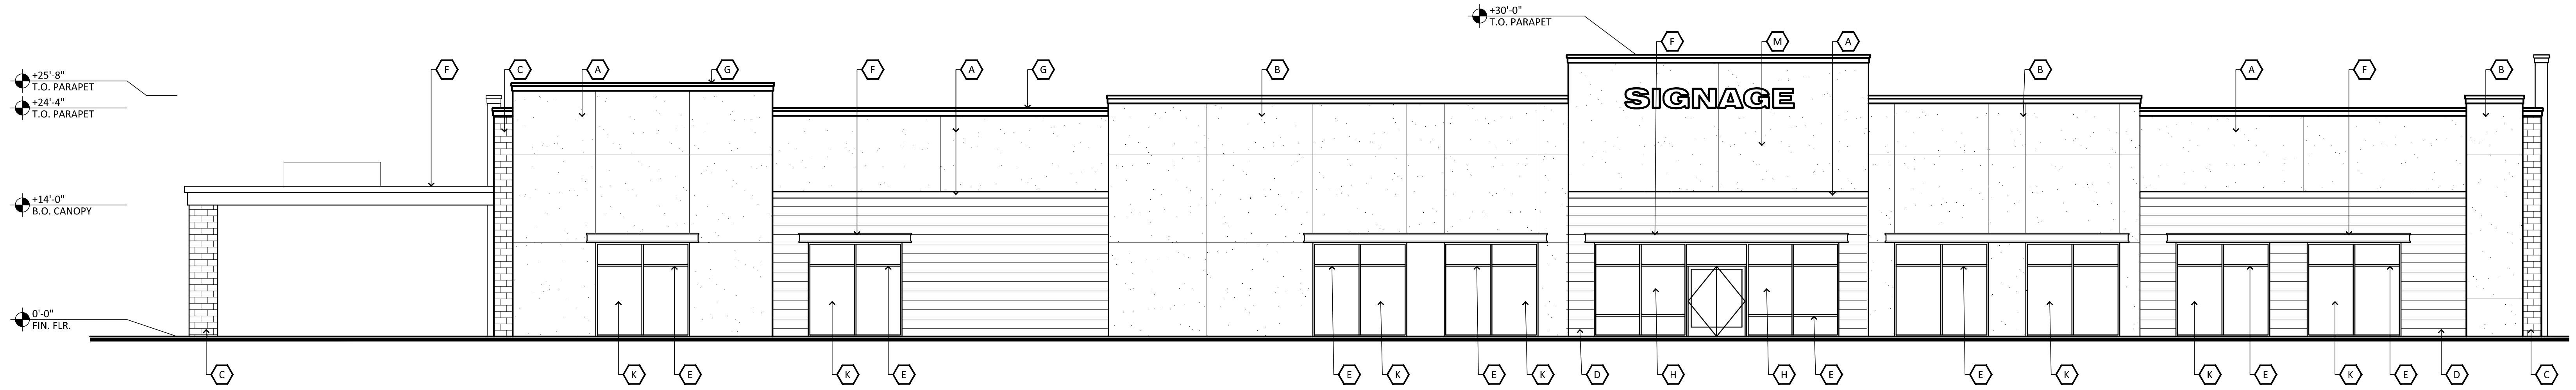 +30'-0"
T.O. PARAPET
F
M
A
+25'-8"
T.O. PARAPET
F
C
A
G
F
A
G
B
B
A
F
B
+24'-4"
T.O. PARAPET
SIGNAGE
+14'-0"
B.O. CANOPY
0'-0"
FIN. FLR.
C
K
E
K
E
E
K
E
K
D
H
H
E
E
K
K
E
K
E
D
C